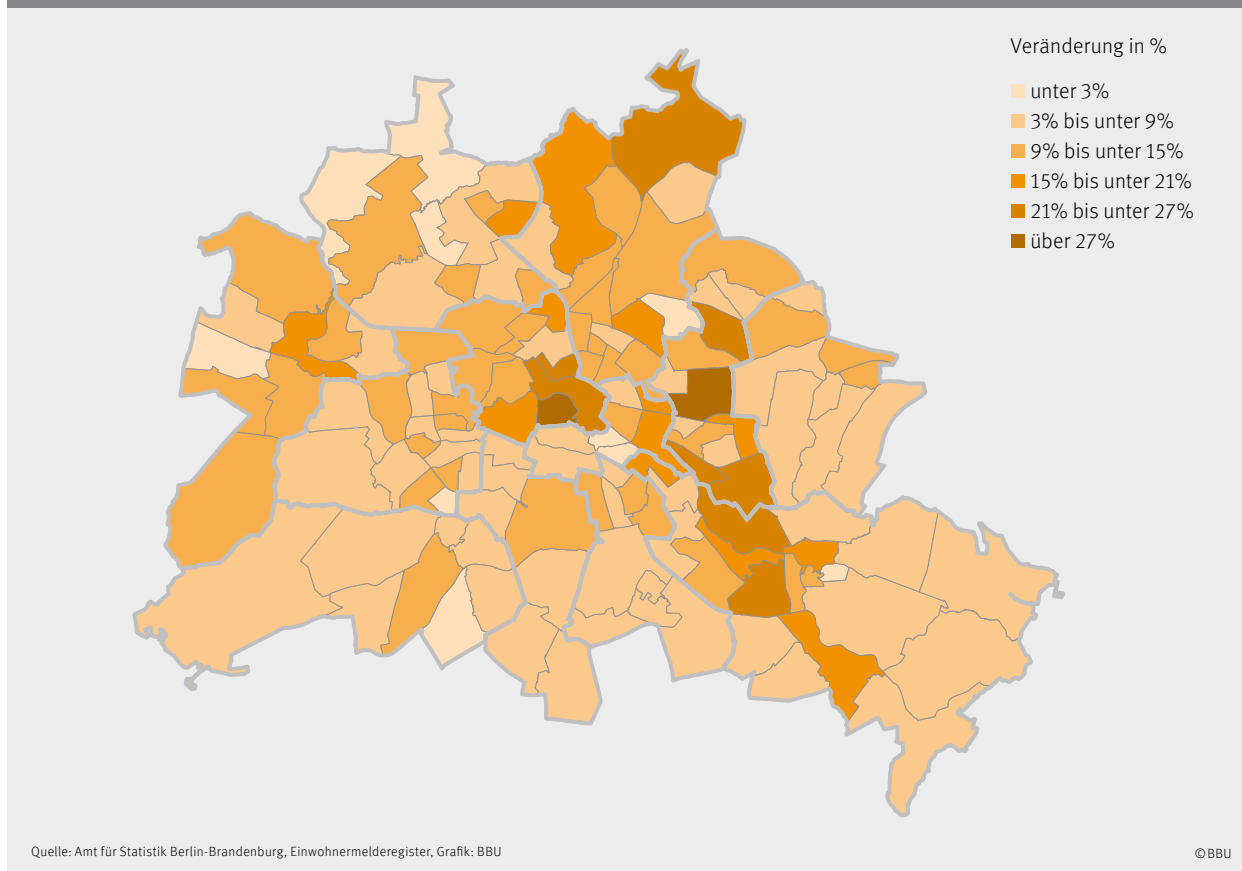 Veränderung in %
unter 3%
3% bis unter 9%
9% bis unter 15%
15% bis unter 21%
21% bis unter 27%
über 27%
Quelle: Amt für Statistik Berlin-Brandenburg, Einwohnermelderegister, Grafik: BBU
©BBU